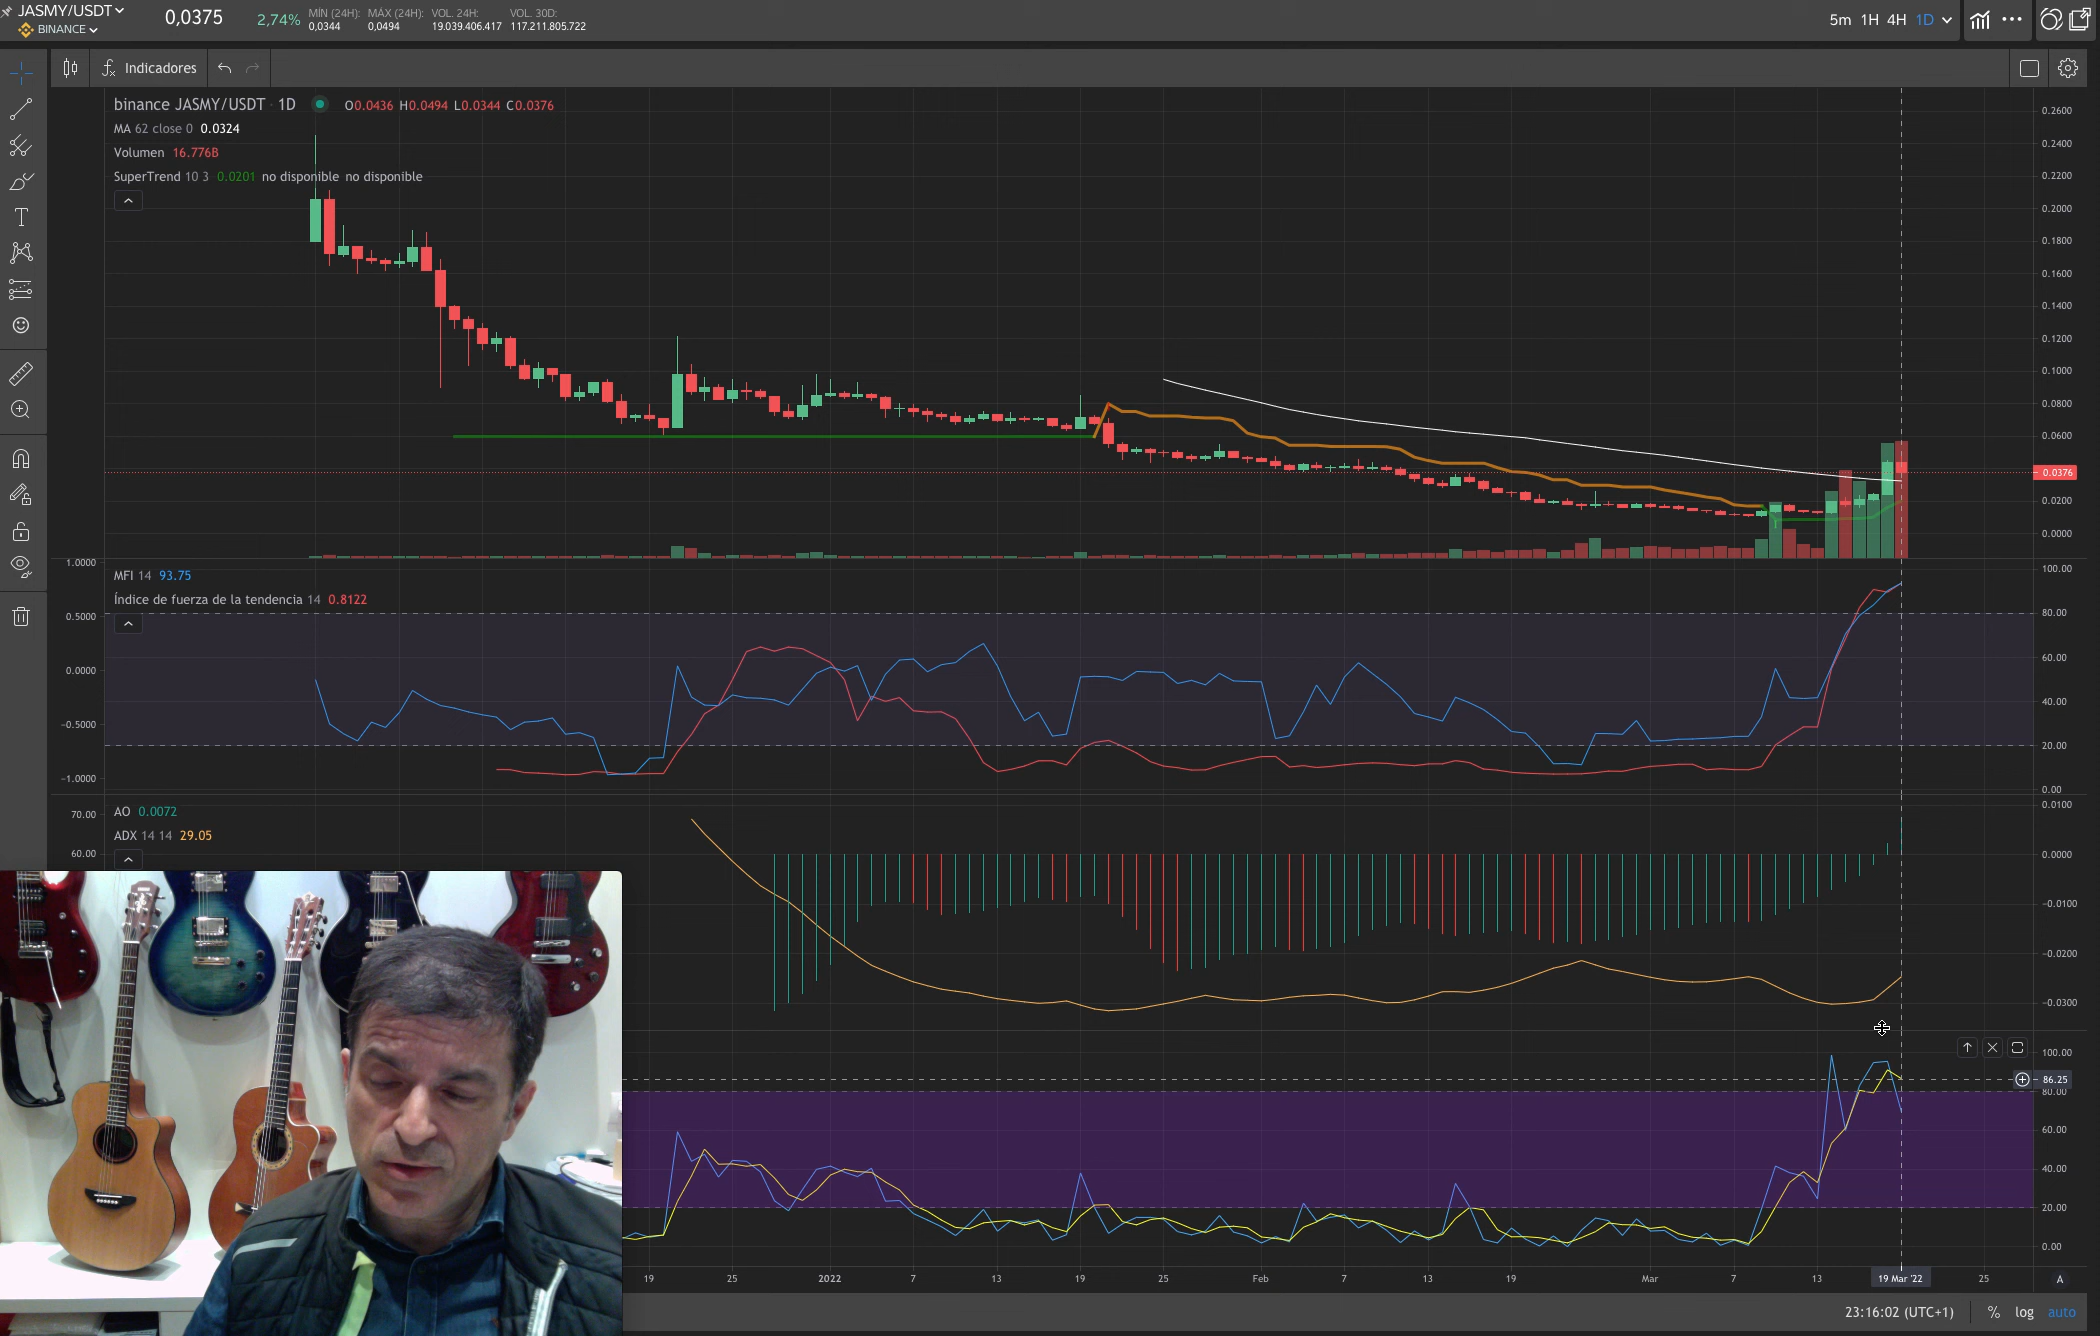 JASMY/USDT
0,0375
2,74%
MÍN (24H): MÁX (24H): VOL. 24H: VOL. 30D:
0,0344 0,0494 19.039.406.417 117.211.805.722
BINANCE
5m 1H 4H 1D
Indicadores
binance JASMY/USDT · 1D O0.0436 H0.0494 L0.0344 C0.0376
MA 62 close 0 0.0324
Volumen 16.776B
SuperTrend 10 3 0.0201 no disponible no disponible
0.2600
0.2400
0.2200
0.2000
0.1800
0.1600
0.1400
0.1200
0.1000
0.0800
0.0600
0.0376
0.0200
0.0000
MFI 14 93.75
Índice de fuerza de la tendencia 14 0.8122
1.0000
0.5000
0.0000
−0.5000
−1.0000
100.00
80.00
60.00
40.00
20.00
0.00
AO 0.0072
ADX 14 14 29.05
70.00
60.00
0.0100
0.0000
−0.0100
−0.0200
−0.0300
100.00
86.25
80.00
60.00
40.00
20.00
0.00
19 25 2022 7 13 19 25 Feb 7 13 19 Mar 7 13 19 Mar '22 25 A
23:16:02 (UTC+1) % log auto